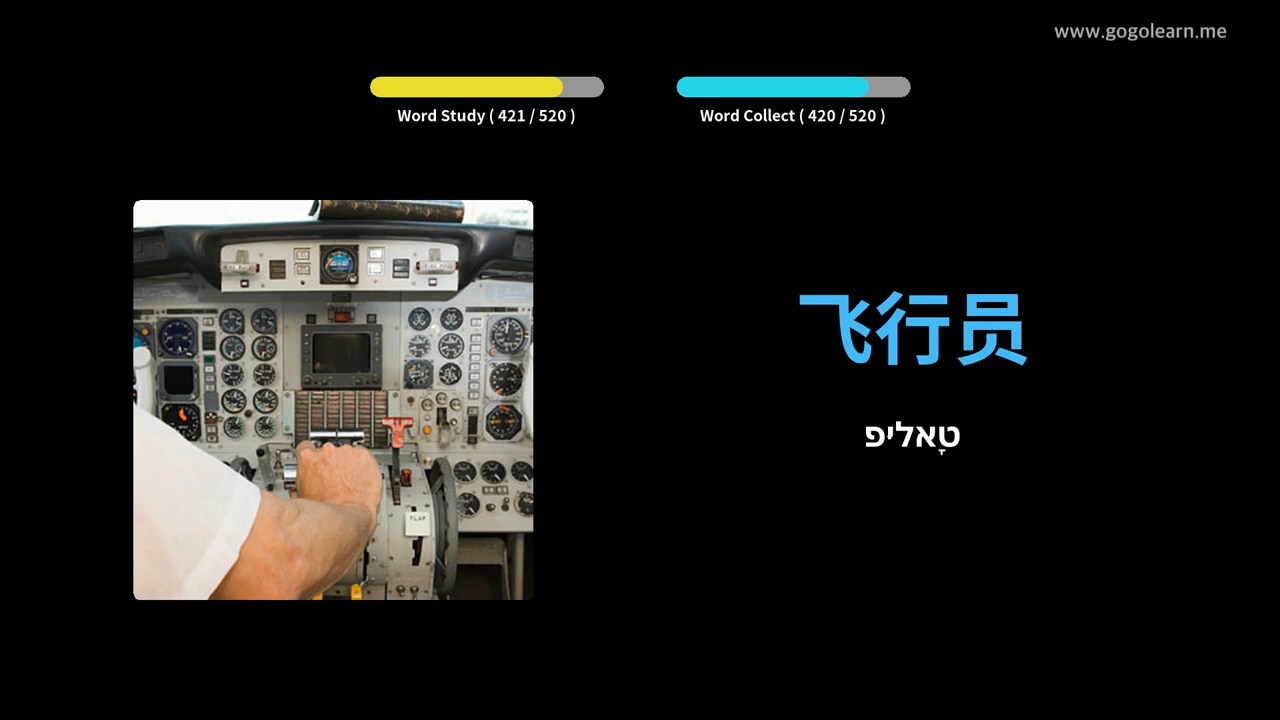 www.gogolearn.me
Word Study ( 421 / 520 )
Word Collect ( 420 / 520 )
飞行员
טָאליפ
FLAP